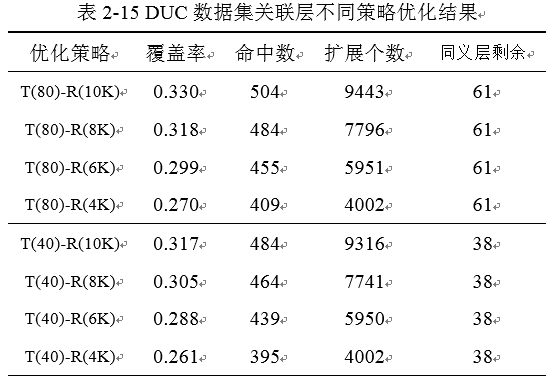 表 2-15 DUC 数据集关联层不同策略优化结果
优化策略 覆盖率 命中数 扩展个数 同义层剩余
T(80)-R(10K) 0.330 504 9443 61
T(80)-R(8K) 0.318 484 7796 61
T(80)-R(6K) 0.299 455 5951 61
T(80)-R(4K) 0.270 409 4002 61
T(40)-R(10K) 0.317 484 9316 38
T(40)-R(8K) 0.305 464 7741 38
T(40)-R(6K) 0.288 439 5950 38
T(40)-R(4K) 0.261 395 4002 38